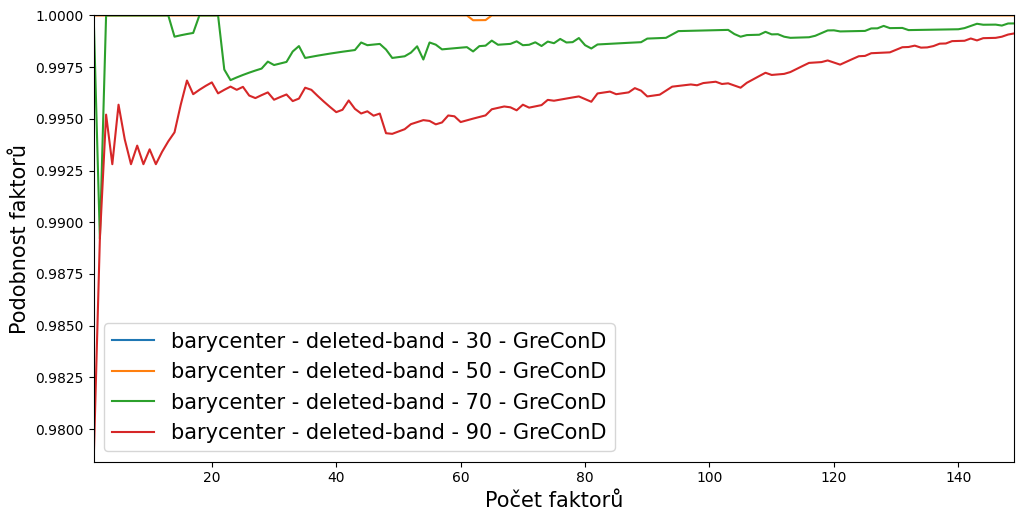 1.0000
0.9975
0.9950
0.9925
0.9900
0.9875
0.9850
0.9825
0.9800
Podobnost faktorů
barycenter - deleted-band - 30 - GreConD
barycenter - deleted-band - 50 - GreConD
barycenter - deleted-band - 70 - GreConD
barycenter - deleted-band - 90 - GreConD
20 40 60 80 100 120 140
Počet faktorů